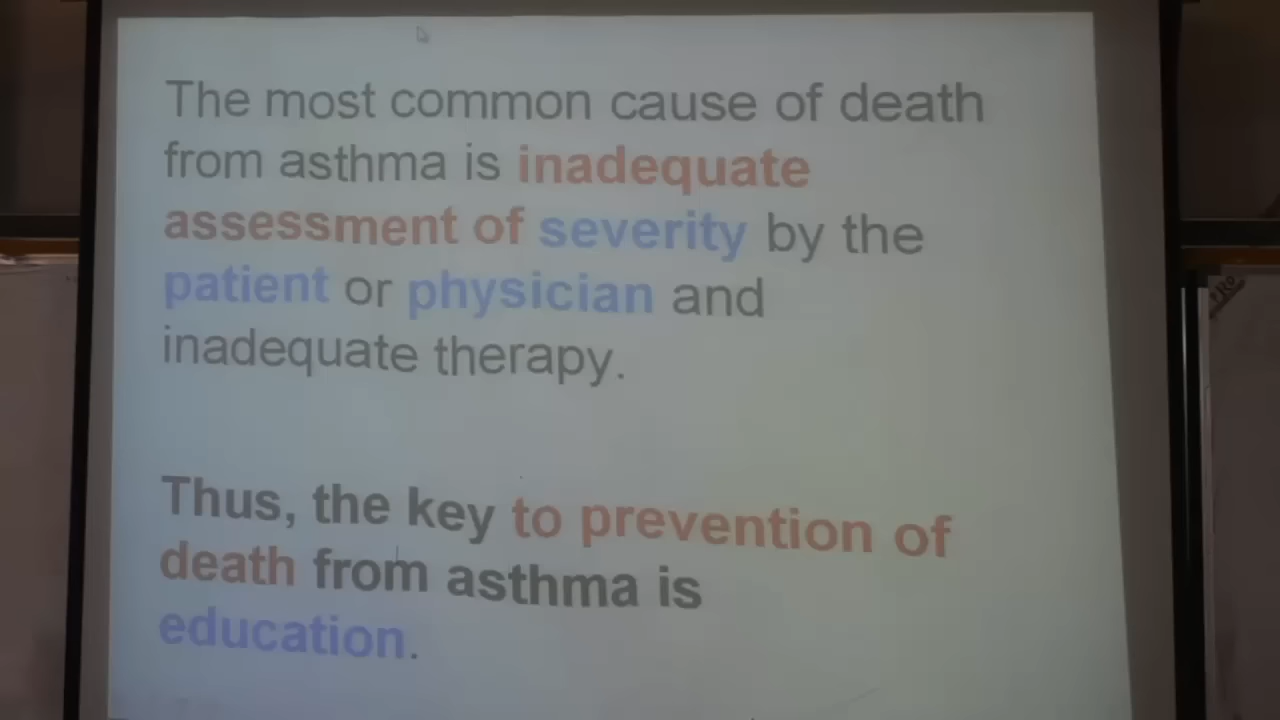 The most common cause of death
from asthma is inadequate
assessment of severity by the
patient or physician and
inadequate therapy.
Thus, the key to prevention of
death from asthma is
education.